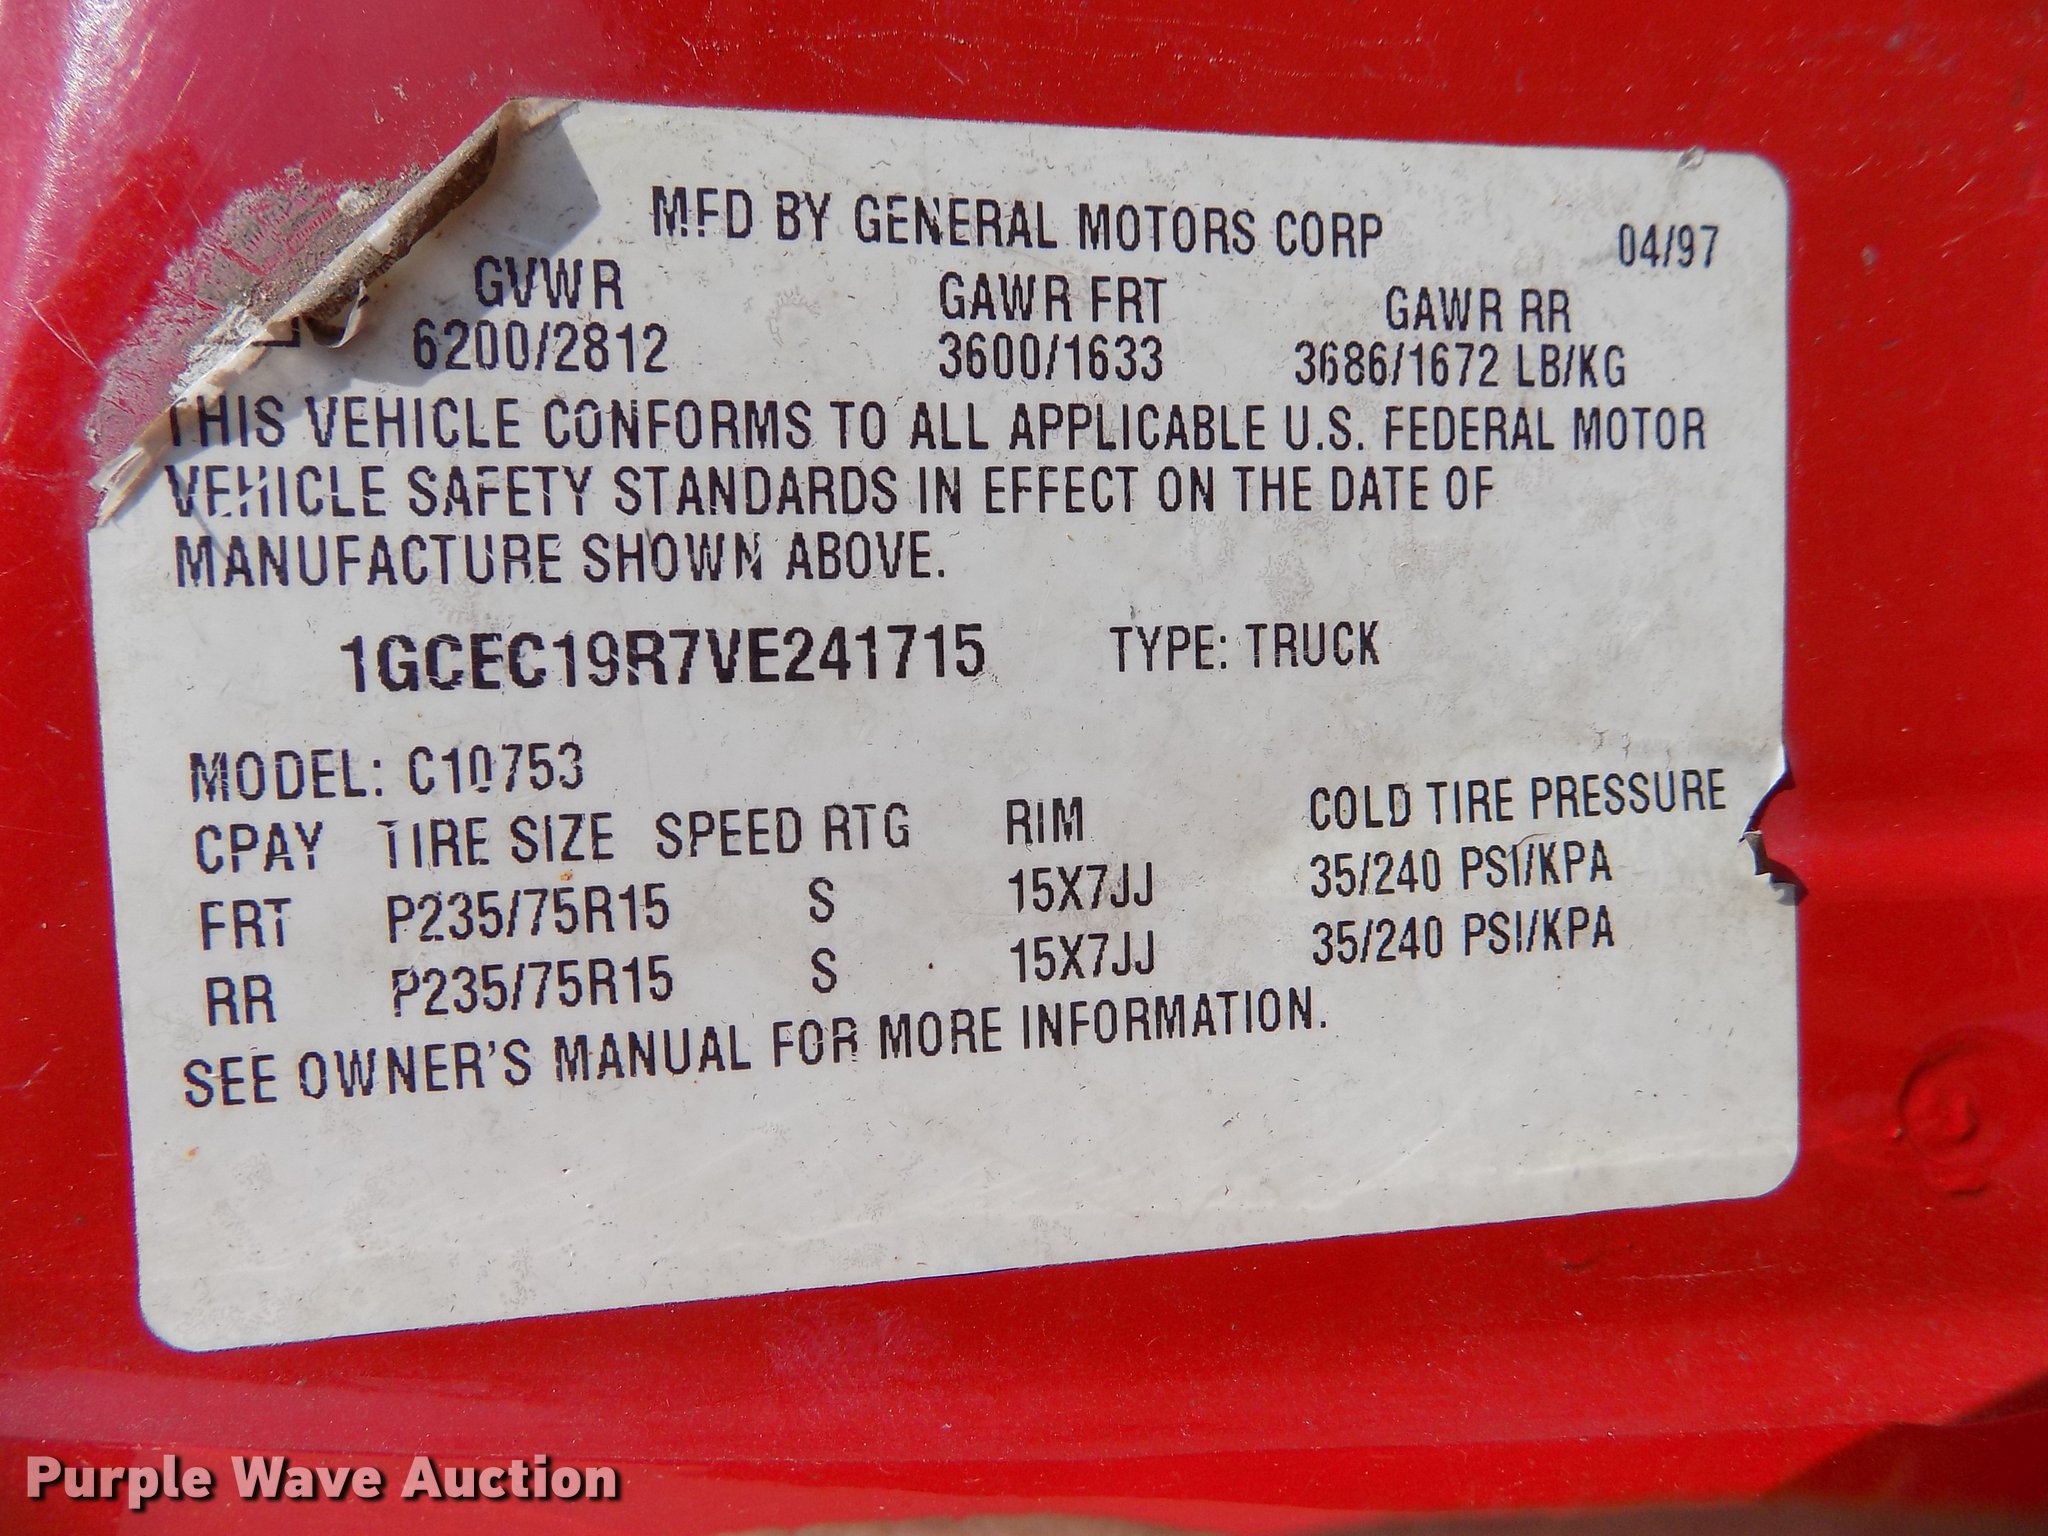 MFD BY GENERAL MOTORS CORP 04/97
GVWR GAWR FRT GAWR RR
6200/2812 3600/1633 3686/1672 LB/KG
THIS VEHICLE CONFORMS TO ALL APPLICABLE U.S. FEDERAL MOTOR
VEHICLE SAFETY STANDARDS IN EFFECT ON THE DATE OF
MANUFACTURE SHOWN ABOVE.
1GCEC19R7VE241715 TYPE: TRUCK
MODEL: C10753
CPAY TIRE SIZE SPEED RTG RIM COLD TIRE PRESSURE
FRT P235/75R15 S 15X7JJ 35/240 PSI/KPA
RR P235/75R15 S 15X7JJ 35/240 PSI/KPA
SEE OWNER'S MANUAL FOR MORE INFORMATION.
Purple Wave Auction